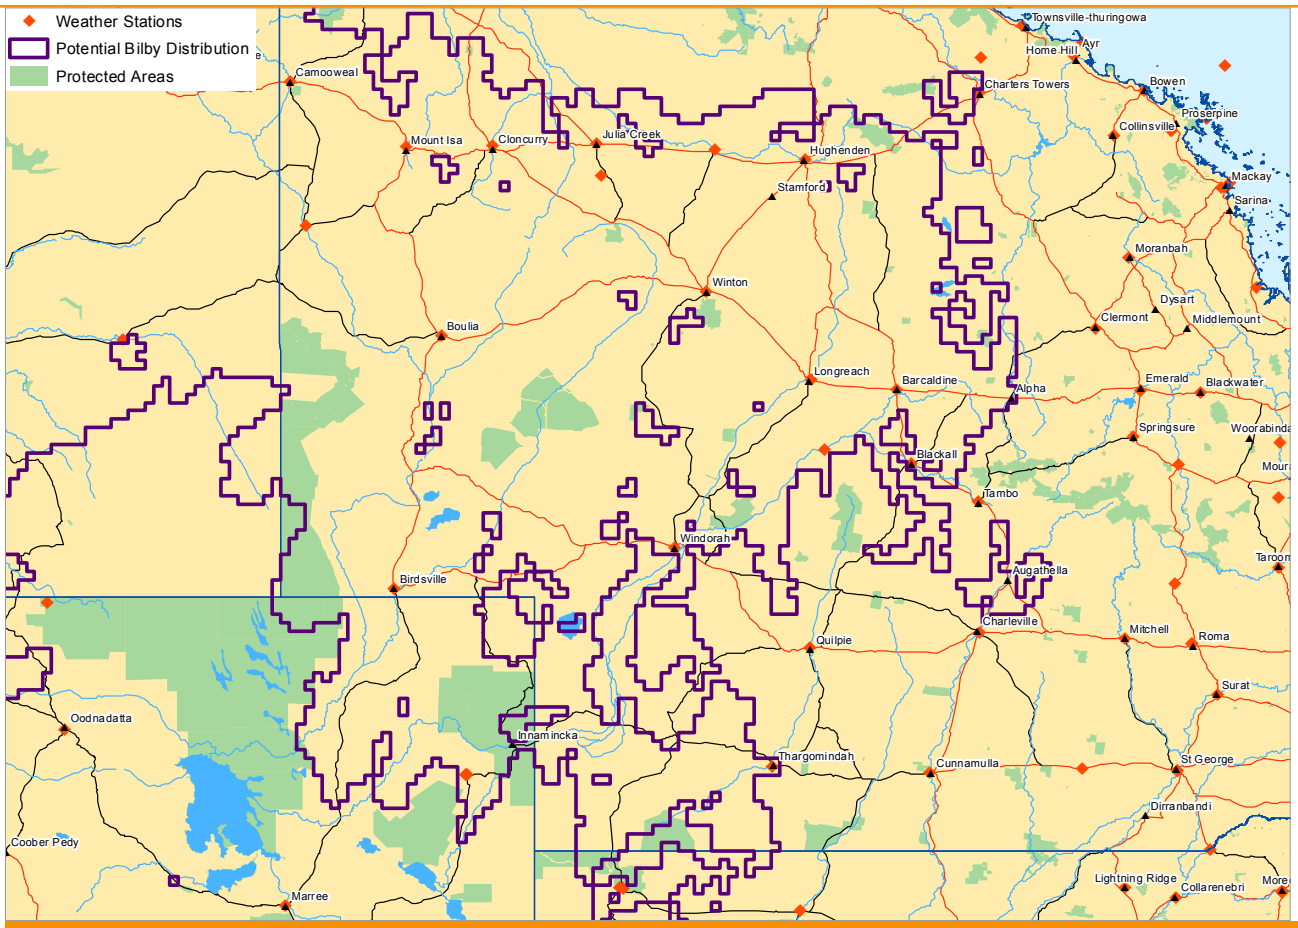 Weather Stations
Potential Bilby Distribution
Protected Areas
e
Townsville-thuringowa
Home Hill
Ayr
Camooweal
Charters Towers
Bowen
Proserpine
Collinsville
Mount Isa
Cloncurry
Julia Creek
Hughenden
Stamford
Mackay
Sarina
Moranbah
Winton
Dysart
Boulia
Clermont
Middlemount
Longreach
Barcaldine
Alpha
Emerald
Blackwater
Springsure
Woorabinda
Blackall
Mour
Tambo
Windorah
Taroom
Birdsville
Augathella
Charleville
Quilpie
Mitchell
Roma
Surat
Oodnadatta
Innamincka
Thargomindah
Cunnamulla
St George
Dirranbandi
Coober Pedy
Lightning Ridge
Collarenebri
More
Marree